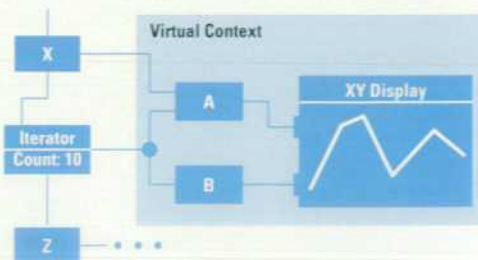 Virtual Context
X
A
XY Display
Iterator
Count: 10
B
Z